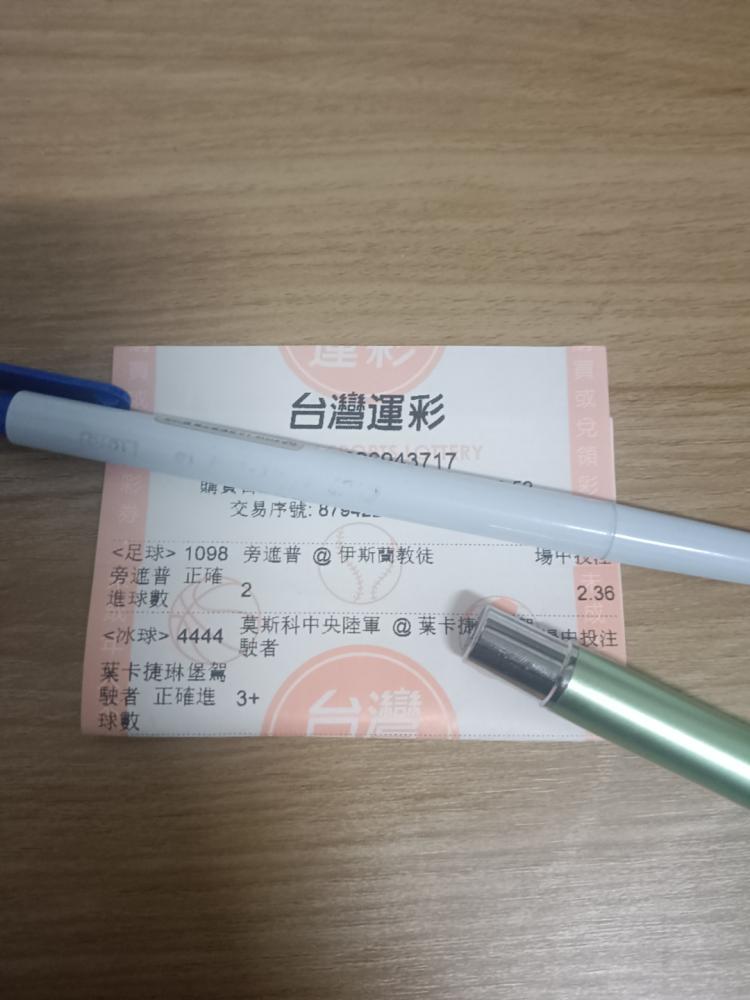 運彩
台灣運彩
SPORTS LOTTERY
943717
交易序號: 879422
<足球> 1098 旁遮普 @ 伊斯蘭教徒 場中投注
旁遮普 正確
進球數 2 2.36
<冰球> 4444 莫斯科中央陸軍 @ 葉卡捷 場中投注
駛者
葉卡捷琳堡駕
駛者 正確進 3+
球數
台灣